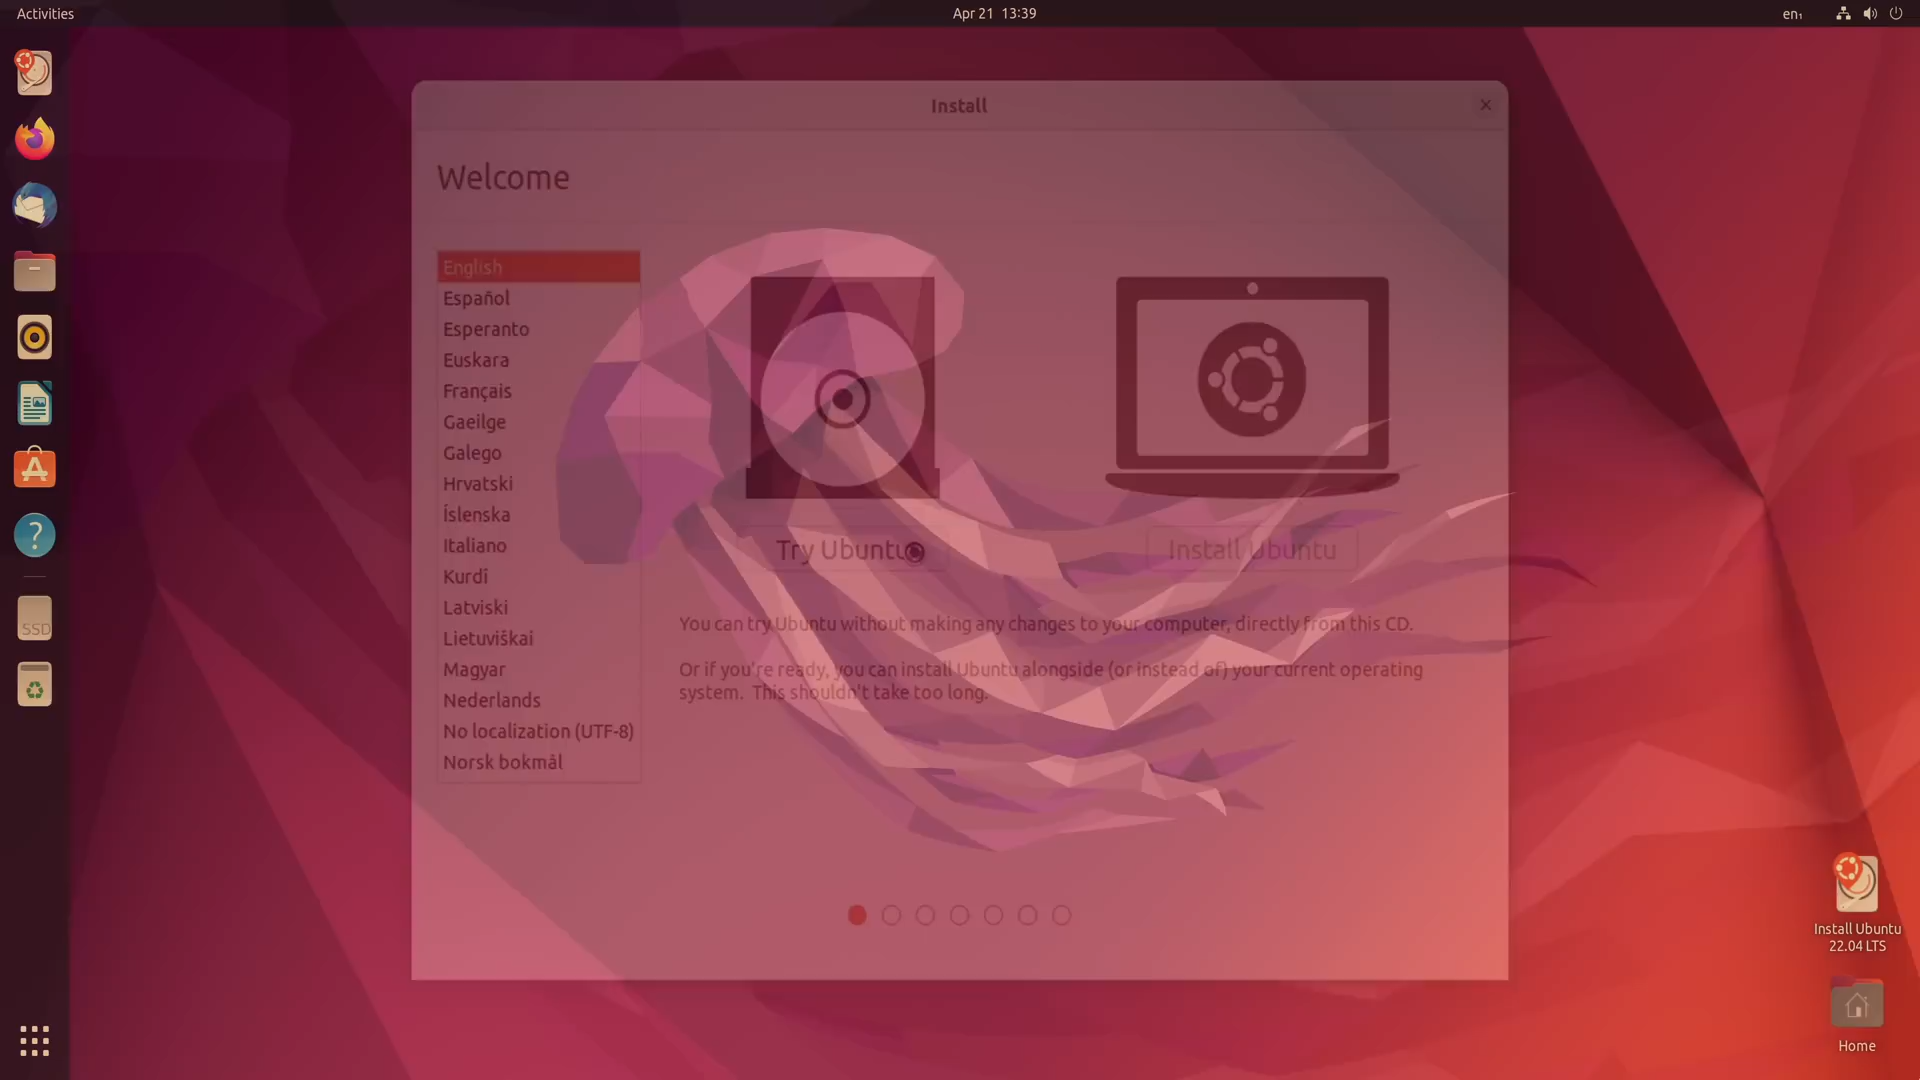 Activities
Apr 21 13:39
en₁
Install
Welcome
English
Español
Esperanto
Euskara
Français
Gaeilge
Galego
Hrvatski
Íslenska
Italiano
Kurdî
Latviski
Lietuviškai
Magyar
Nederlands
No localization (UTF-8)
Norsk bokmål
Try Ubuntu
Install Ubuntu
You can try Ubuntu without making any changes to your computer, directly from this CD.
Or if you're ready, you can install Ubuntu alongside (or instead of) your current operating
system. This shouldn't take too long.
SSD
Install Ubuntu
22.04 LTS
Home